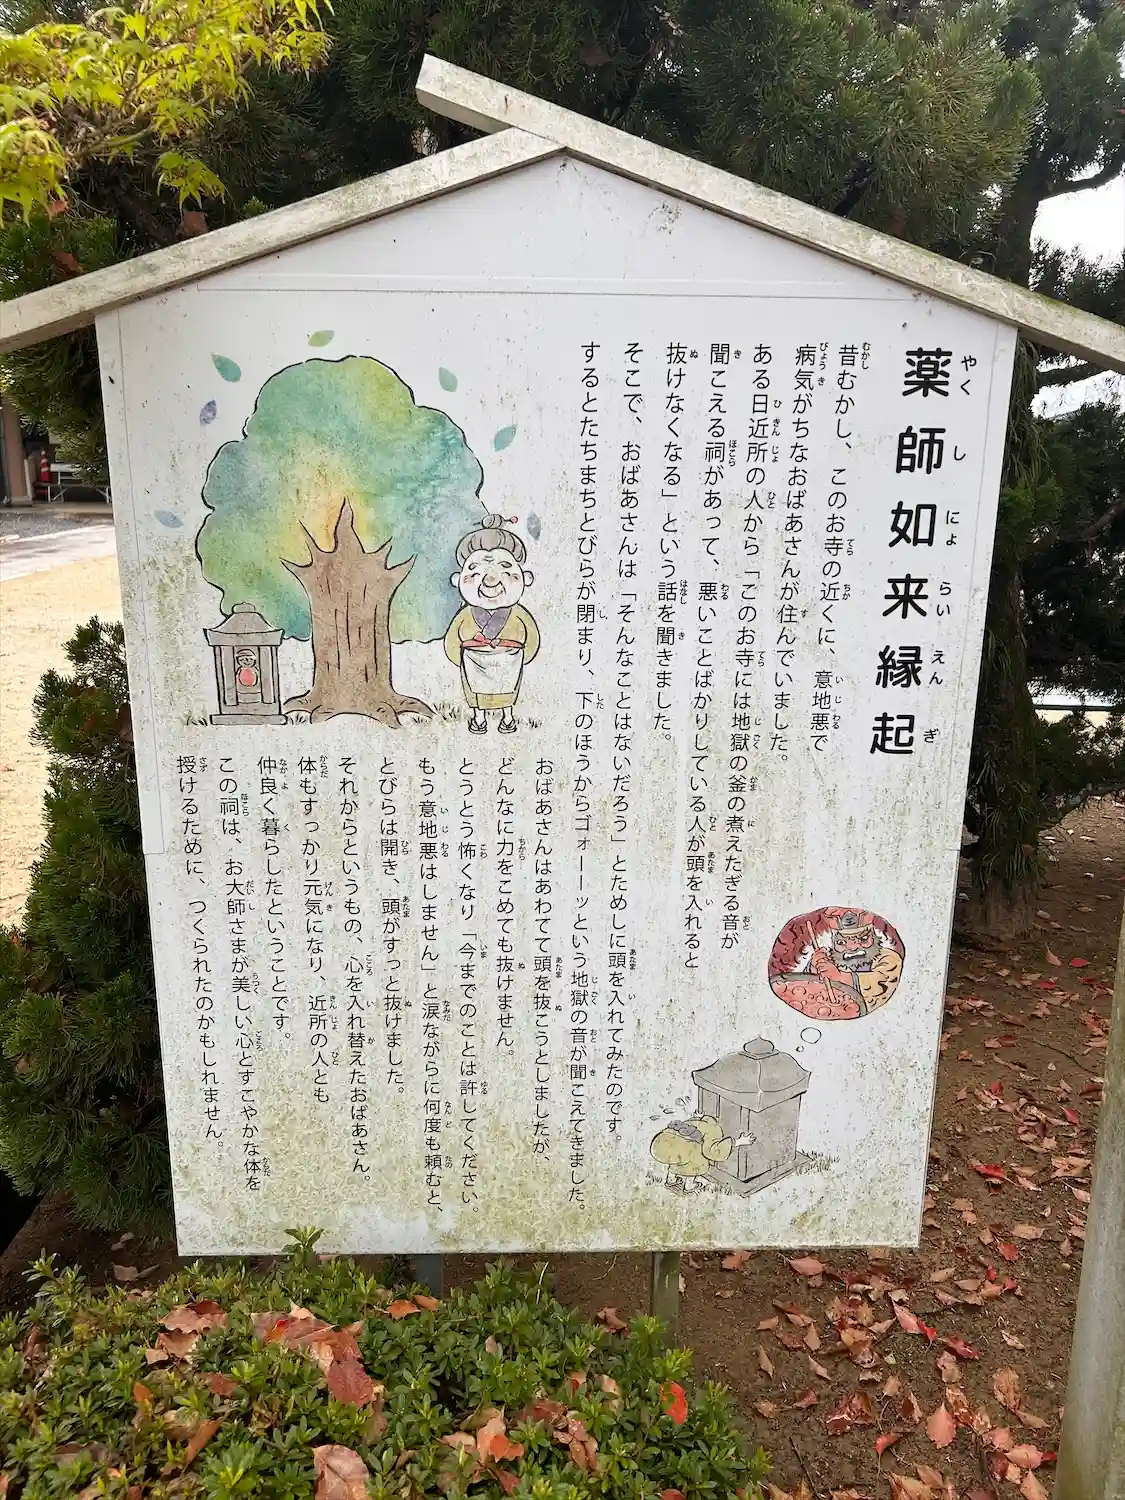 薬師如来縁起
昔むかし、このお寺の近くに、意地悪で
病気がちなおばあさんが住んでいました。
ある日近所の人から「このお寺には地獄の釜の煮えたぎる音が
聞こえる祠があって、悪いことばかりしている人が頭を入れると
抜けなくなる」という話を聞きました。
そこで、おばあさんは「そんなことはないだろう」とためしに頭を入れてみたのです。
するとたちまちとびらが閉まり、下のほうからゴォーーッという地獄の音が聞こえてきました。
おばあさんはあわてて頭を抜こうとしましたが、
どんなに力をこめても抜けません。
とうとう怖くなり「今までのことは許してください。
もう意地悪はしません」と涙ながらに何度も頼むと、
とびらは開き、頭がすっと抜けました。
それからというもの、心を入れ替えたおばあさん。
体もすっかり元気になり、近所の人とも
仲良く暮らしたということです。
この祠は、お大師さまが美しい心とすこやかな体を
授けるために、つくられたのかもしれません。